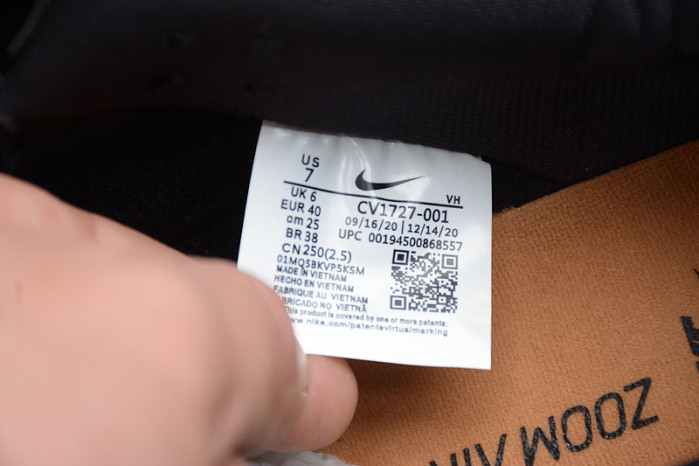 US
7
UK 6
EUR 40
cm 25
BR 38
CN 250(2.5)
VH
CV1727-001
09/16/20 | 12/14/20
UPC 00194500868557
01MQ5BKVP5KSM
MADE IN VIETNAM
HECHO EN VIETNAM
FABRIQUE AU VIETNAM
FABRICADO NO VIETNÃ
This product is covered by one or more patents:
www.nike.com/patentsvirtualmarking
ZOOM AIR